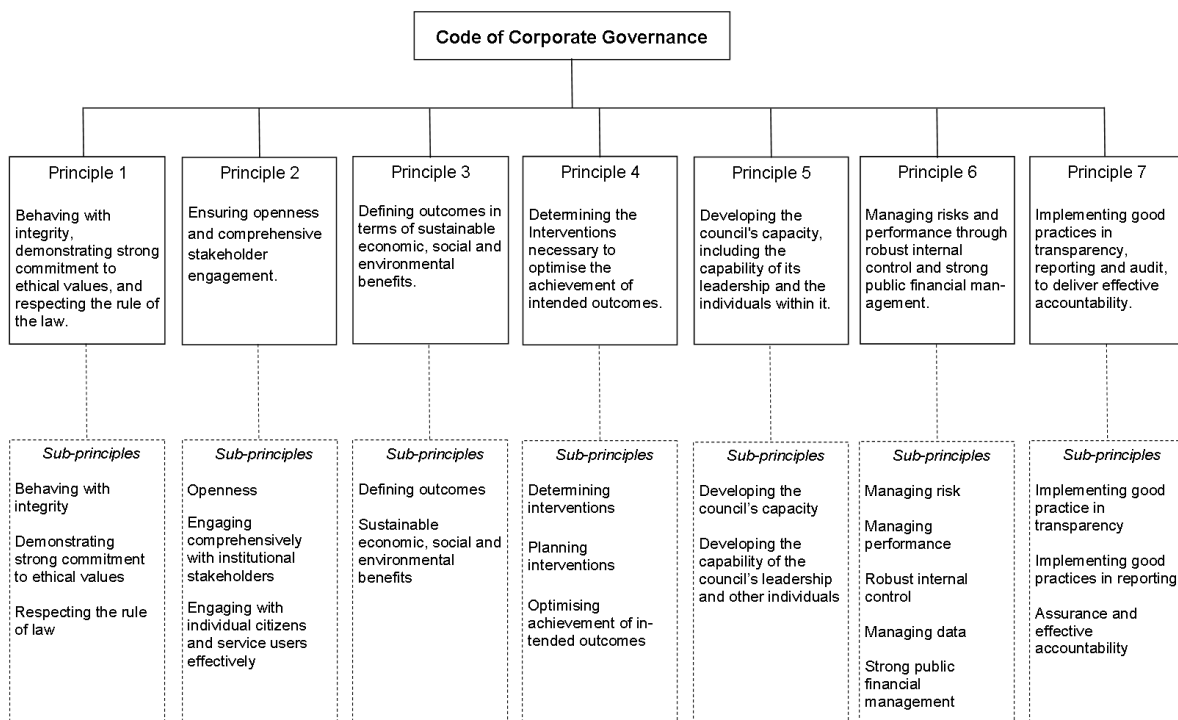 Code of Corporate Governance
Principle 1
Behaving with
integrity,
demonstrating strong
commitment to
ethical values, and
respecting the rule of
the law.
Principle 2
Ensuring openness
and comprehensive
stakeholder
engagement.
Principle 3
Defining outcomes in
terms of sustainable
economic, social and
environmental
benefits.
Principle 4
Determining the
Interventions
necessary to
optimise the
achievement of
intended outcomes.
Principle 5
Developing the
council's capacity,
including the
capability of its
leadership and the
individuals within it.
Principle 6
Managing risks and
performance through
robust internal
control and strong
public financial man-
agement.
Principle 7
Implementing good
practices in
transparency,
reporting and audit,
to deliver effective
accountability.
Sub-principles
Behaving with
integrity
Demonstrating
strong commitment
to ethical values
Respecting the rule
of law
Sub-principles
Openness
Engaging
comprehensively
with institutional
stakeholders
Engaging with
individual citizens
and service users
effectively
Sub-principles
Defining outcomes
Sustainable
economic, social and
environmental
benefits
Sub-principles
Determining
interventions
Planning
interventions
Optimising
achievement of in-
tended outcomes
Sub-principles
Developing the
council's capacity
Developing the
capability of the
council's leadership
and other individuals
Sub-principles
Managing risk
Managing
performance
Robust internal
control
Managing data
Strong public
financial
management
Sub-principles
Implementing good
practice in
transparency
Implementing good
practices in reporting
Assurance and
effective
accountability